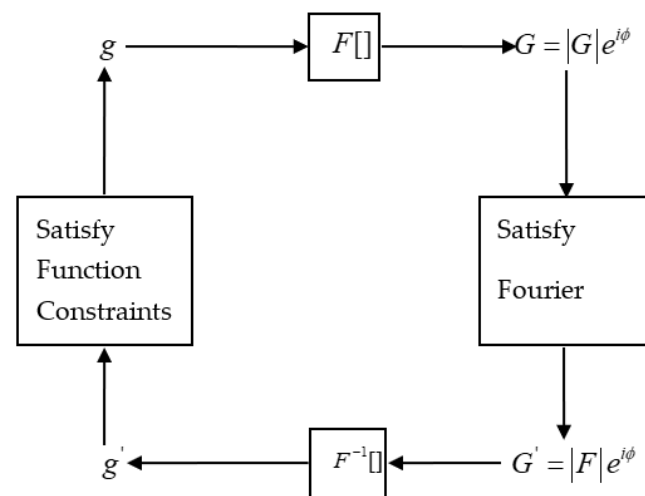 g
F[]
G = |G|e^{iϕ}
Satisfy
Function
Constraints
Satisfy
Fourier
g'
F^{-1}[]
G' = |F|e^{iϕ}